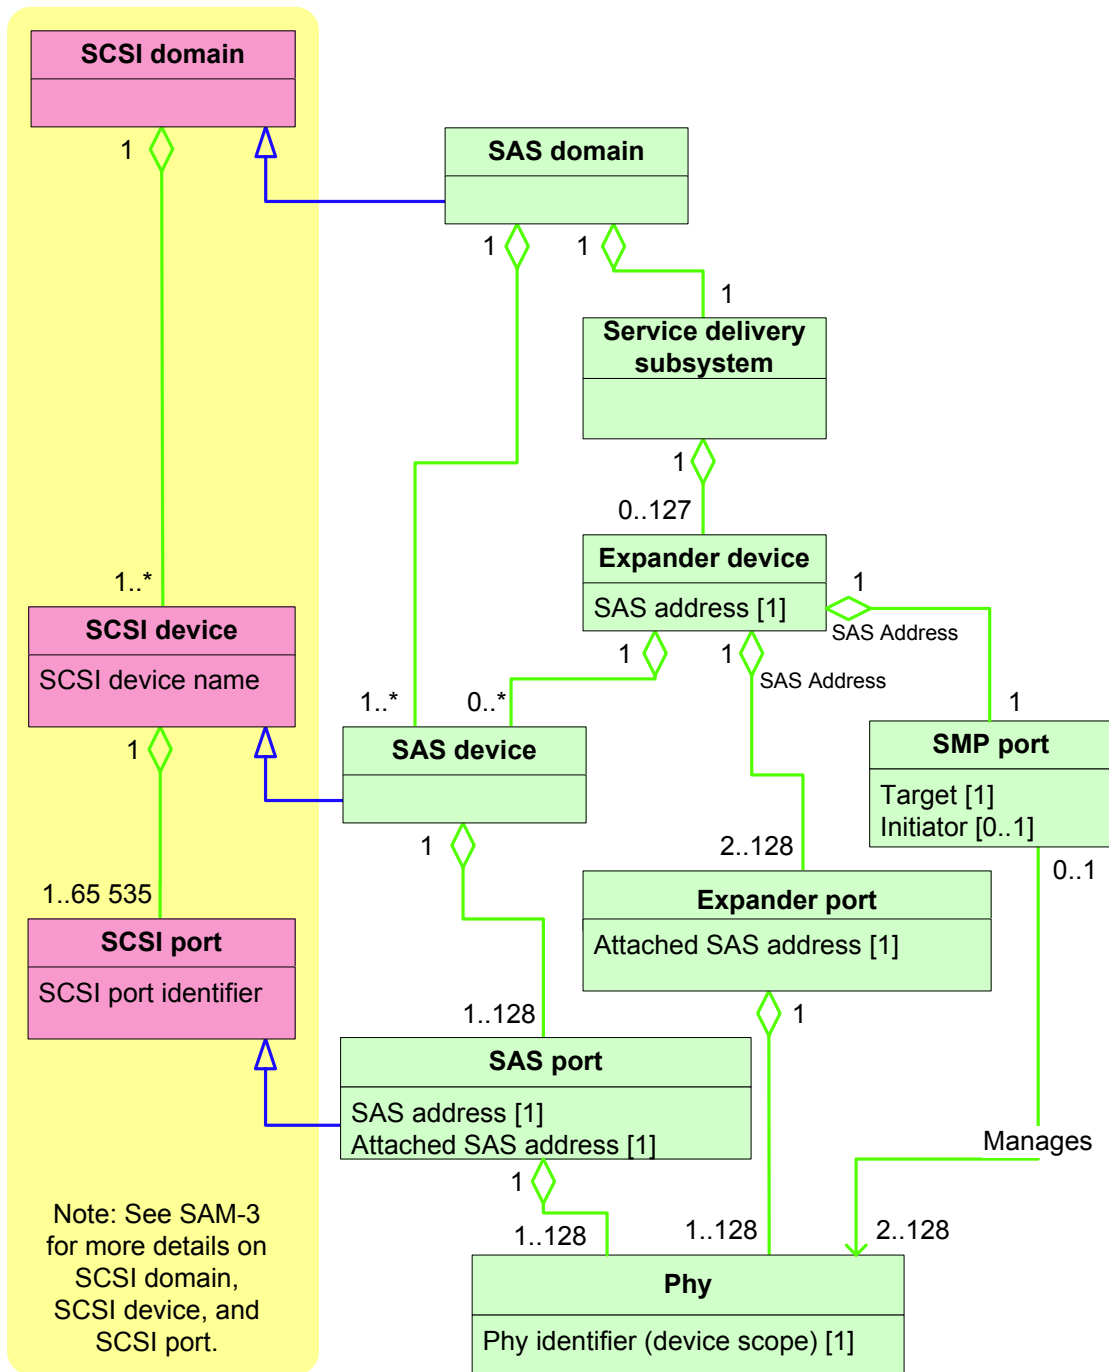 SCSI domain
1
SAS domain
1
1
1
Service delivery
subsystem
1
0..127
Expander device
SAS address [1]
1
SAS Address
1
1
SAS Address
1..*
SCSI device
SCSI device name
1
1..*
0..*
SAS device
1
SMP port
Target [1]
Initiator [0..1]
0..1
1
2..128
Expander port
Attached SAS address [1]
1
1..65 535
SCSI port
SCSI port identifier
1..128
SAS port
SAS address [1]
Attached SAS address [1]
1
Manages
1..128
1..128
2..128
Phy
Phy identifier (device scope) [1]
Note: See SAM-3
for more details on
SCSI domain,
SCSI device, and
SCSI port.